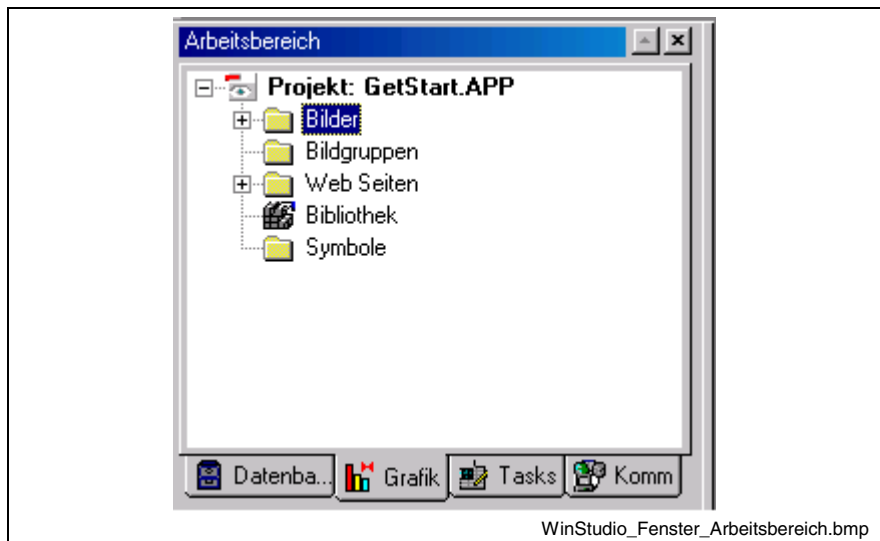 Arbeitsbereich
Projekt: GetStart.APP
Bilder
Bildgruppen
Web Seiten
Bibliothek
Symbole
Datenba... Grafik Tasks Komm
WinStudio_Fenster_Arbeitsbereich.bmp